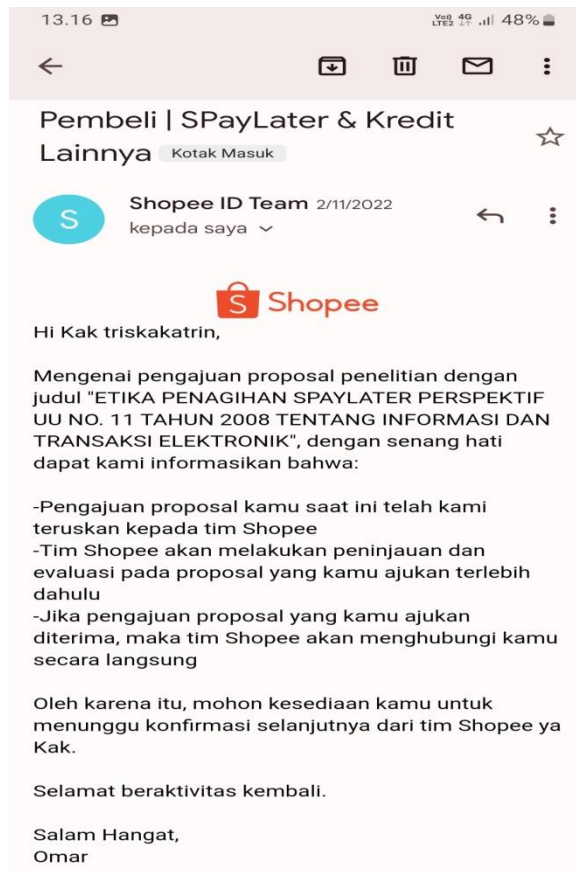 13.16
Vo)) 4G LTE2 48%
Pembeli | SPayLater & Kredit
Lainnya Kotak Masuk
S
Shopee ID Team 2/11/2022
kepada saya
S Shopee
Hi Kak triskakatrin,
Mengenai pengajuan proposal penelitian dengan
judul "ETIKA PENAGIHAN SPAYLATER PERSPEKTIF
UU NO. 11 TAHUN 2008 TENTANG INFORMASI DAN
TRANSAKSI ELEKTRONIK", dengan senang hati
dapat kami informasikan bahwa:
-Pengajuan proposal kamu saat ini telah kami
teruskan kepada tim Shopee
-Tim Shopee akan melakukan peninjauan dan
evaluasi pada proposal yang kamu ajukan terlebih
dahulu
-Jika pengajuan proposal yang kamu ajukan
diterima, maka tim Shopee akan menghubungi kamu
secara langsung
Oleh karena itu, mohon kesediaan kamu untuk
menunggu konfirmasi selanjutnya dari tim Shopee ya
Kak.
Selamat beraktivitas kembali.
Salam Hangat,
Omar